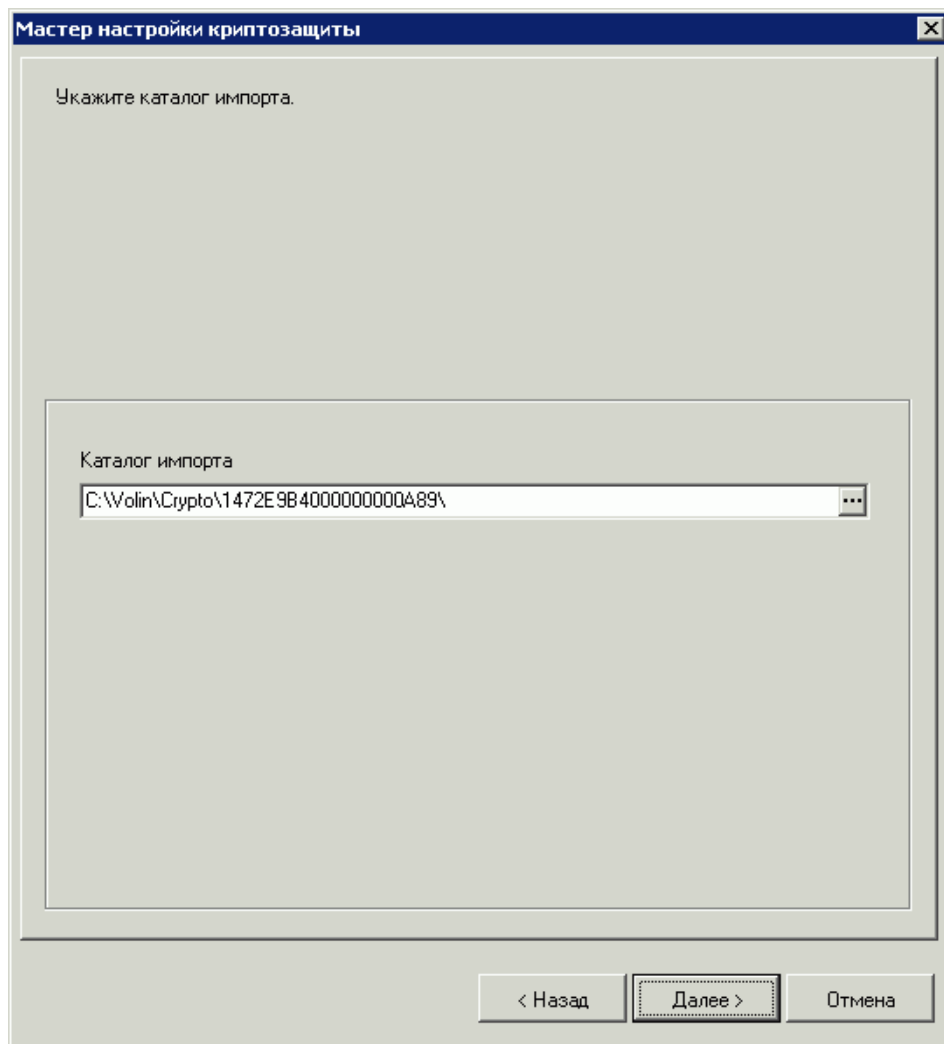 Мастер настройки криптозащиты
Укажите каталог импорта.
Каталог импорта
C:\Volin\Crypto\1472E9B4000000000A89\
...
< Назад
Далее >
Отмена